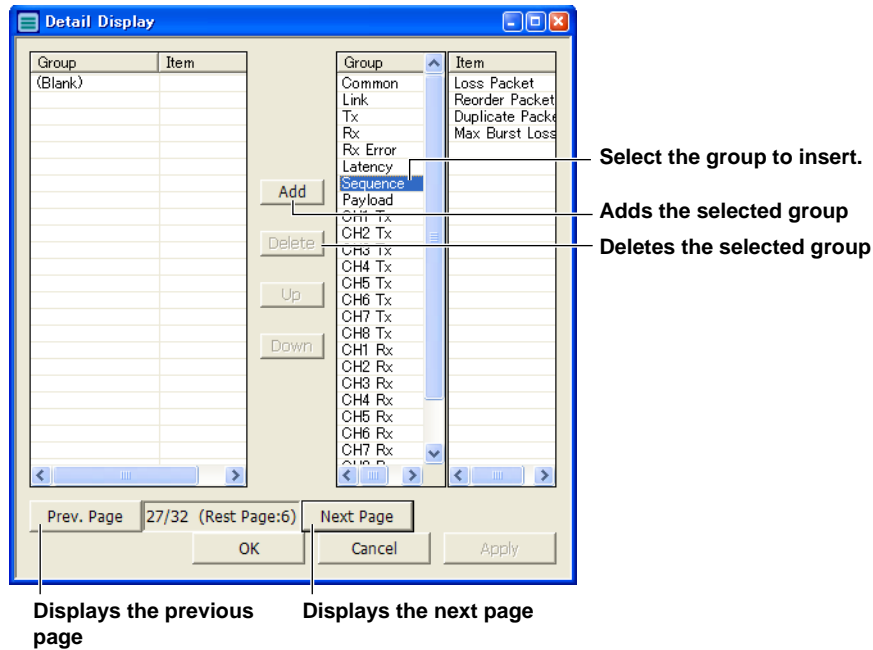 Detail Display
Group Item
(Blank)
Group Item
Common
Link
Tx
Rx
Rx Error
Latency
Sequence
Payload
CH1 Tx
CH2 Tx
CH3 Tx
CH4 Tx
CH5 Tx
CH6 Tx
CH7 Tx
CH8 Tx
CH1 Rx
CH2 Rx
CH3 Rx
CH4 Rx
CH5 Rx
CH6 Rx
CH7 Rx
Loss Packet
Reorder Packet
Duplicate Packe
Max Burst Loss
Add
Delete
Up
Down
Select the group to insert.
Adds the selected group
Deletes the selected group
Prev. Page 27/32 (Rest Page:6) Next Page
OK Cancel Apply
Displays the previous
page
Displays the next page